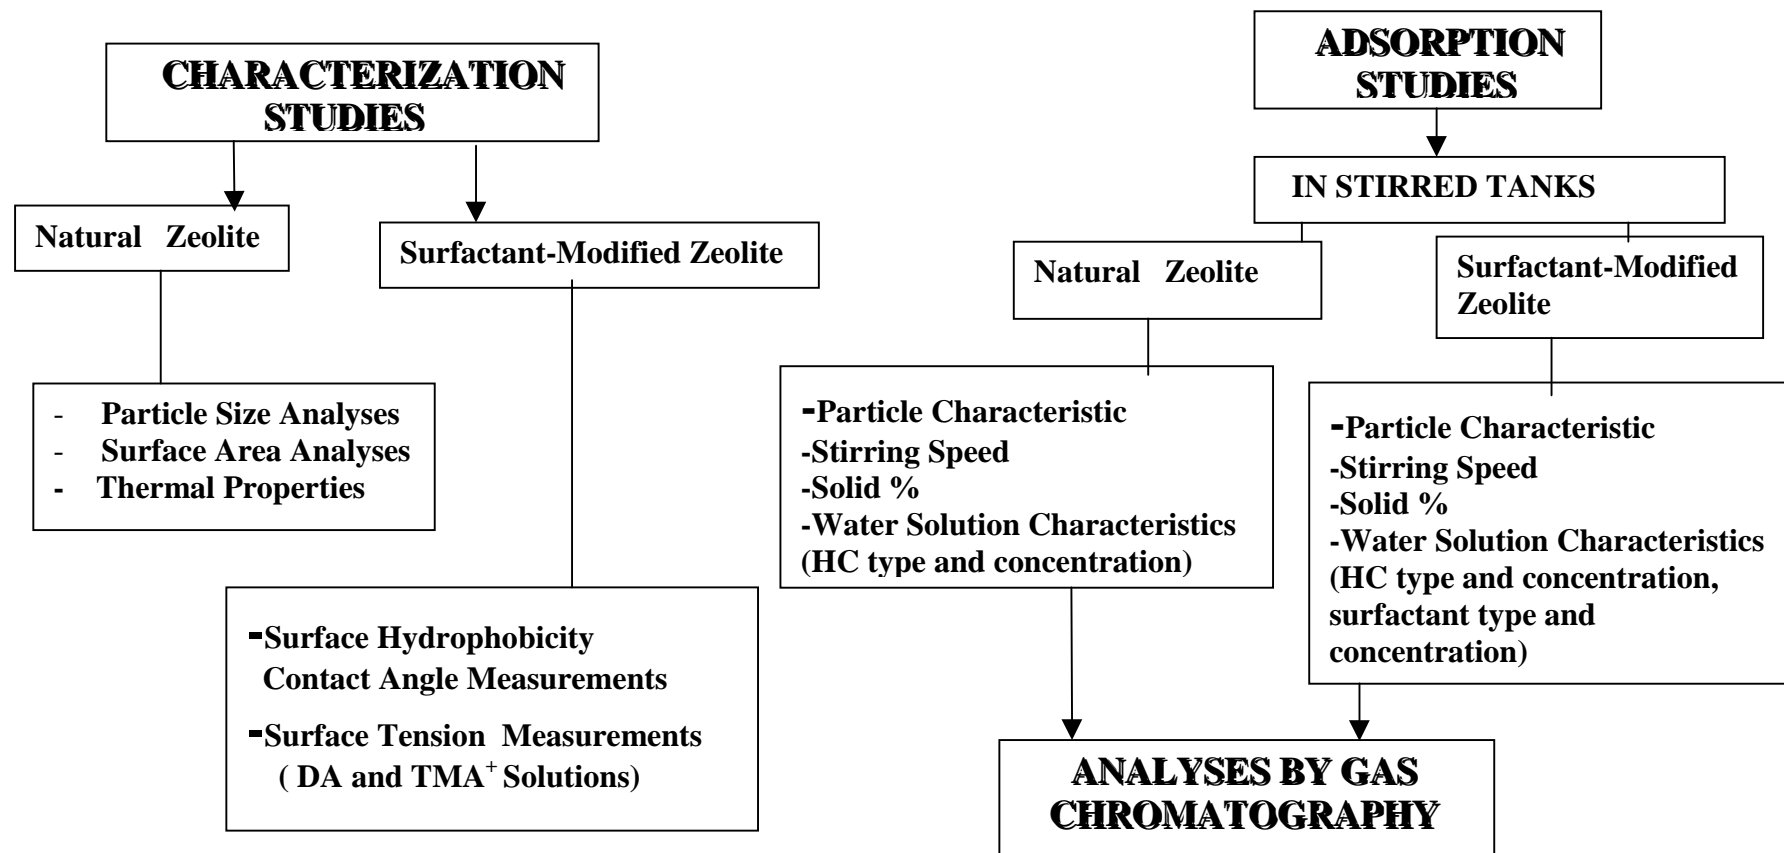 CHARACTERIZATION
STUDIES
Natural Zeolite
Surfactant-Modified Zeolite
- Particle Size Analyses
- Surface Area Analyses
- Thermal Properties
-Surface Hydrophobicity
Contact Angle Measurements
-Surface Tension Measurements
( DA and TMA⁺ Solutions)
ADSORPTION
STUDIES
IN STIRRED TANKS
Natural Zeolite
Surfactant-Modified
Zeolite
-Particle Characteristic
-Stirring Speed
-Solid %
-Water Solution Characteristics
(HC type and concentration)
-Particle Characteristic
-Stirring Speed
-Solid %
-Water Solution Characteristics
(HC type and concentration,
surfactant type and
concentration)
ANALYSES BY GAS
CHROMATOGRAPHY